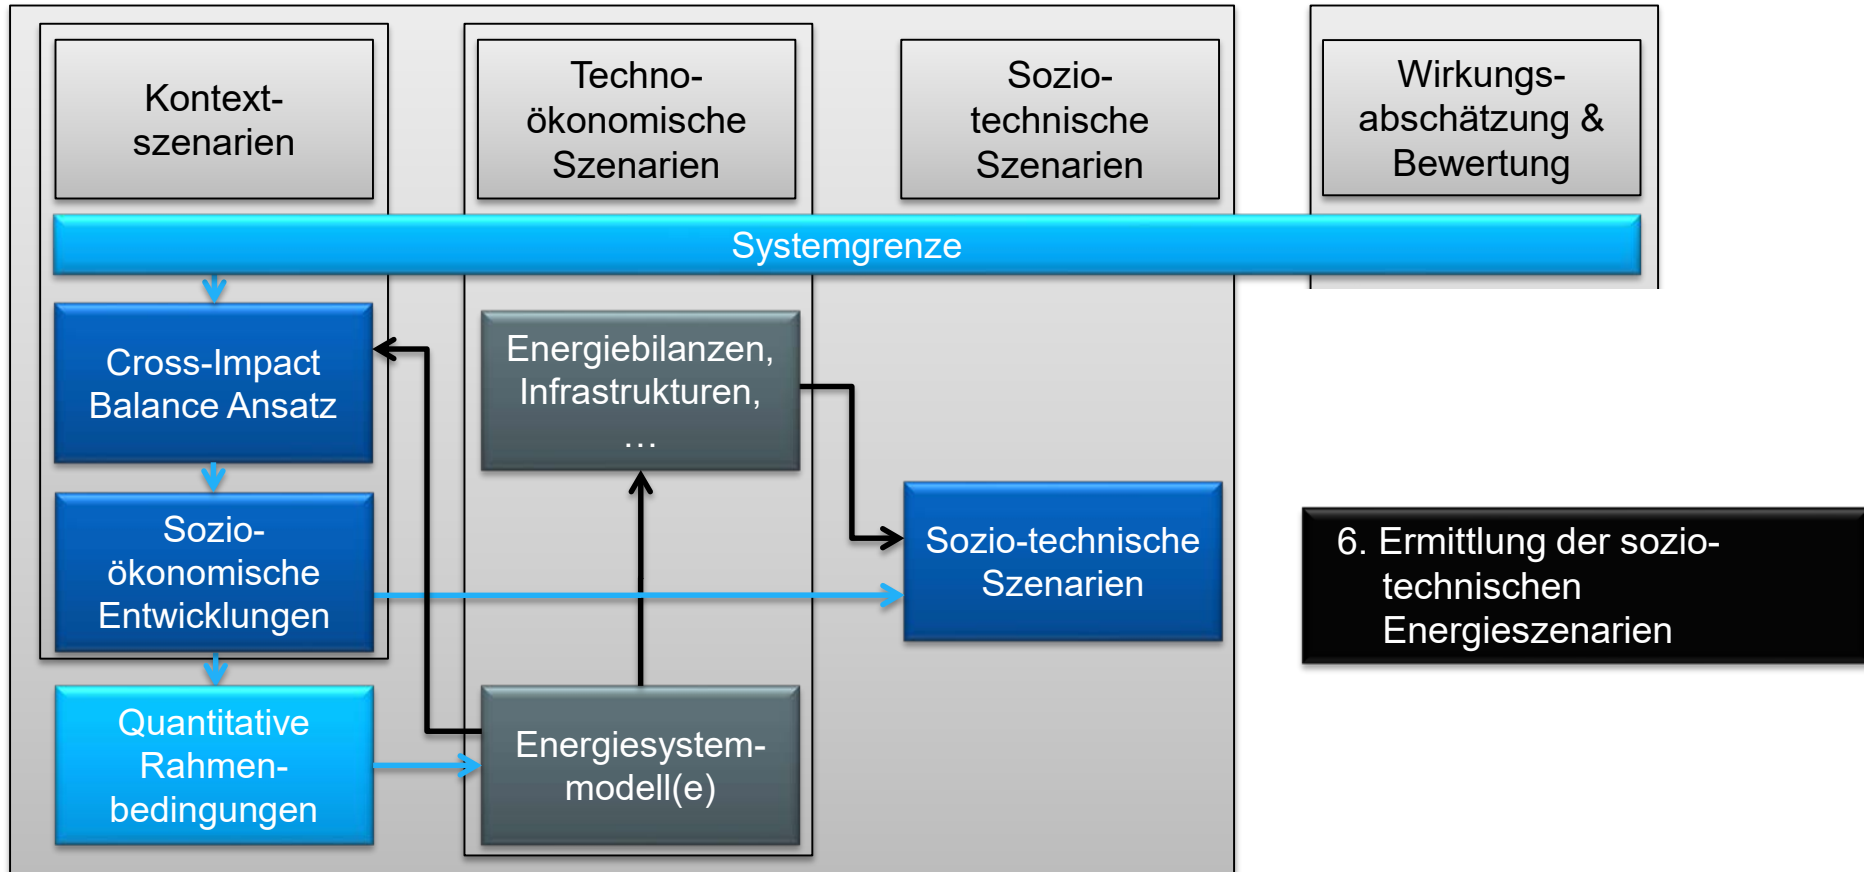 Kontext-
szenarien
Techno-
ökonomische
Szenarien
Sozio-
technische
Szenarien
Wirkungs-
abschätzung &
Bewertung
Systemgrenze
Cross-Impact
Balance Ansatz
Energiebilanzen,
Infrastrukturen,
…
Sozio-
ökonomische
Entwicklungen
Sozio-technische
Szenarien
6. Ermittlung der sozio-
technischen
Energieszenarien
Quantitative
Rahmen-
bedingungen
Energiesystem-
modell(e)